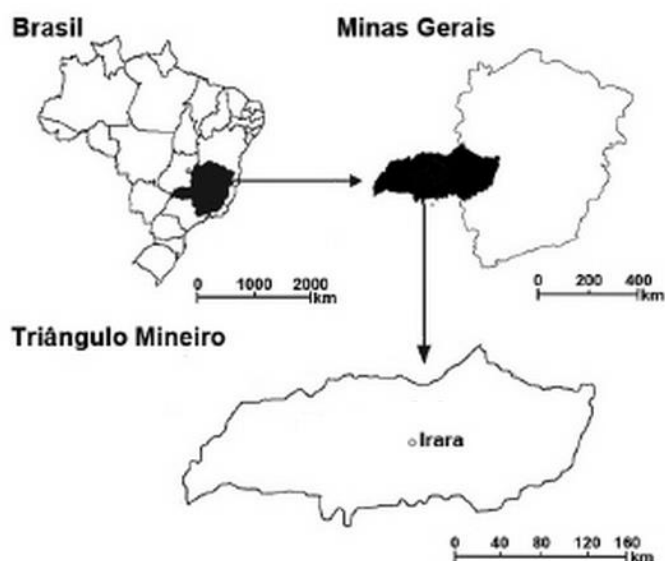 Brasil
Minas Gerais
0 1000 2000
km
0 200 400
km
Triângulo Mineiro
Irara
0 40 80 120 160
km